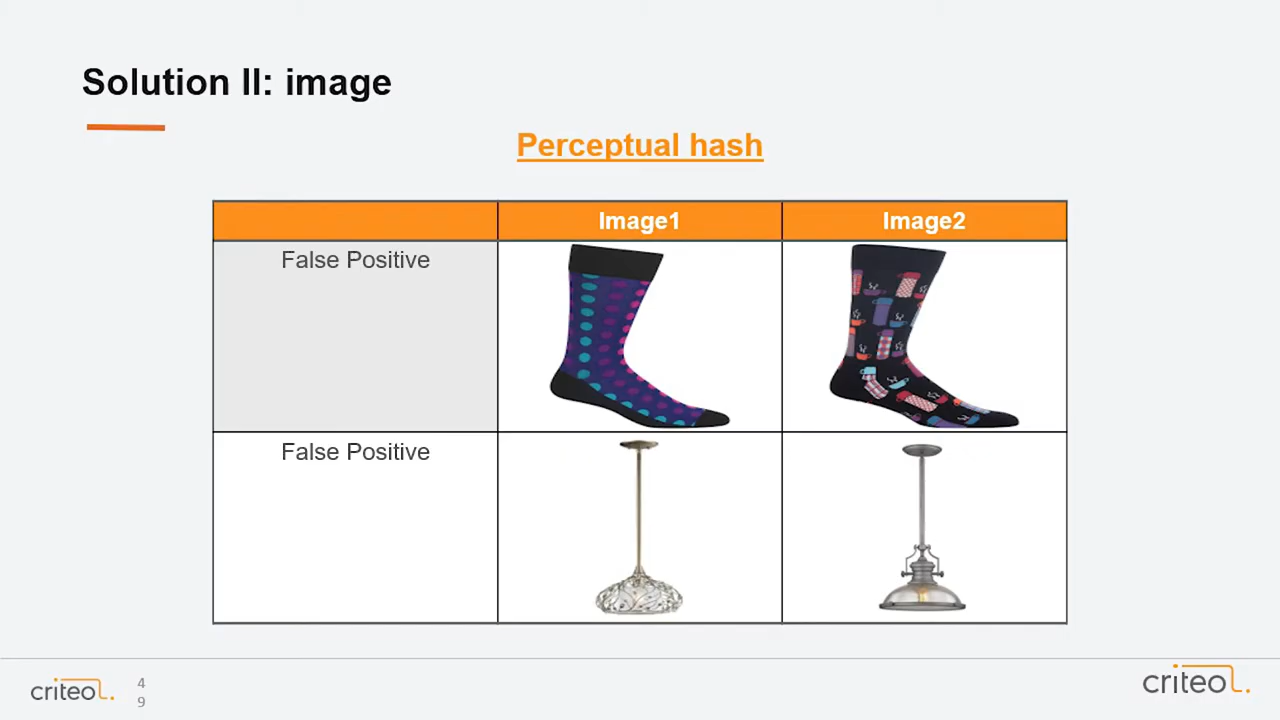 Solution II: image
Perceptual hash
Image1
Image2
False Positive
False Positive
criteo
4
9
criteo